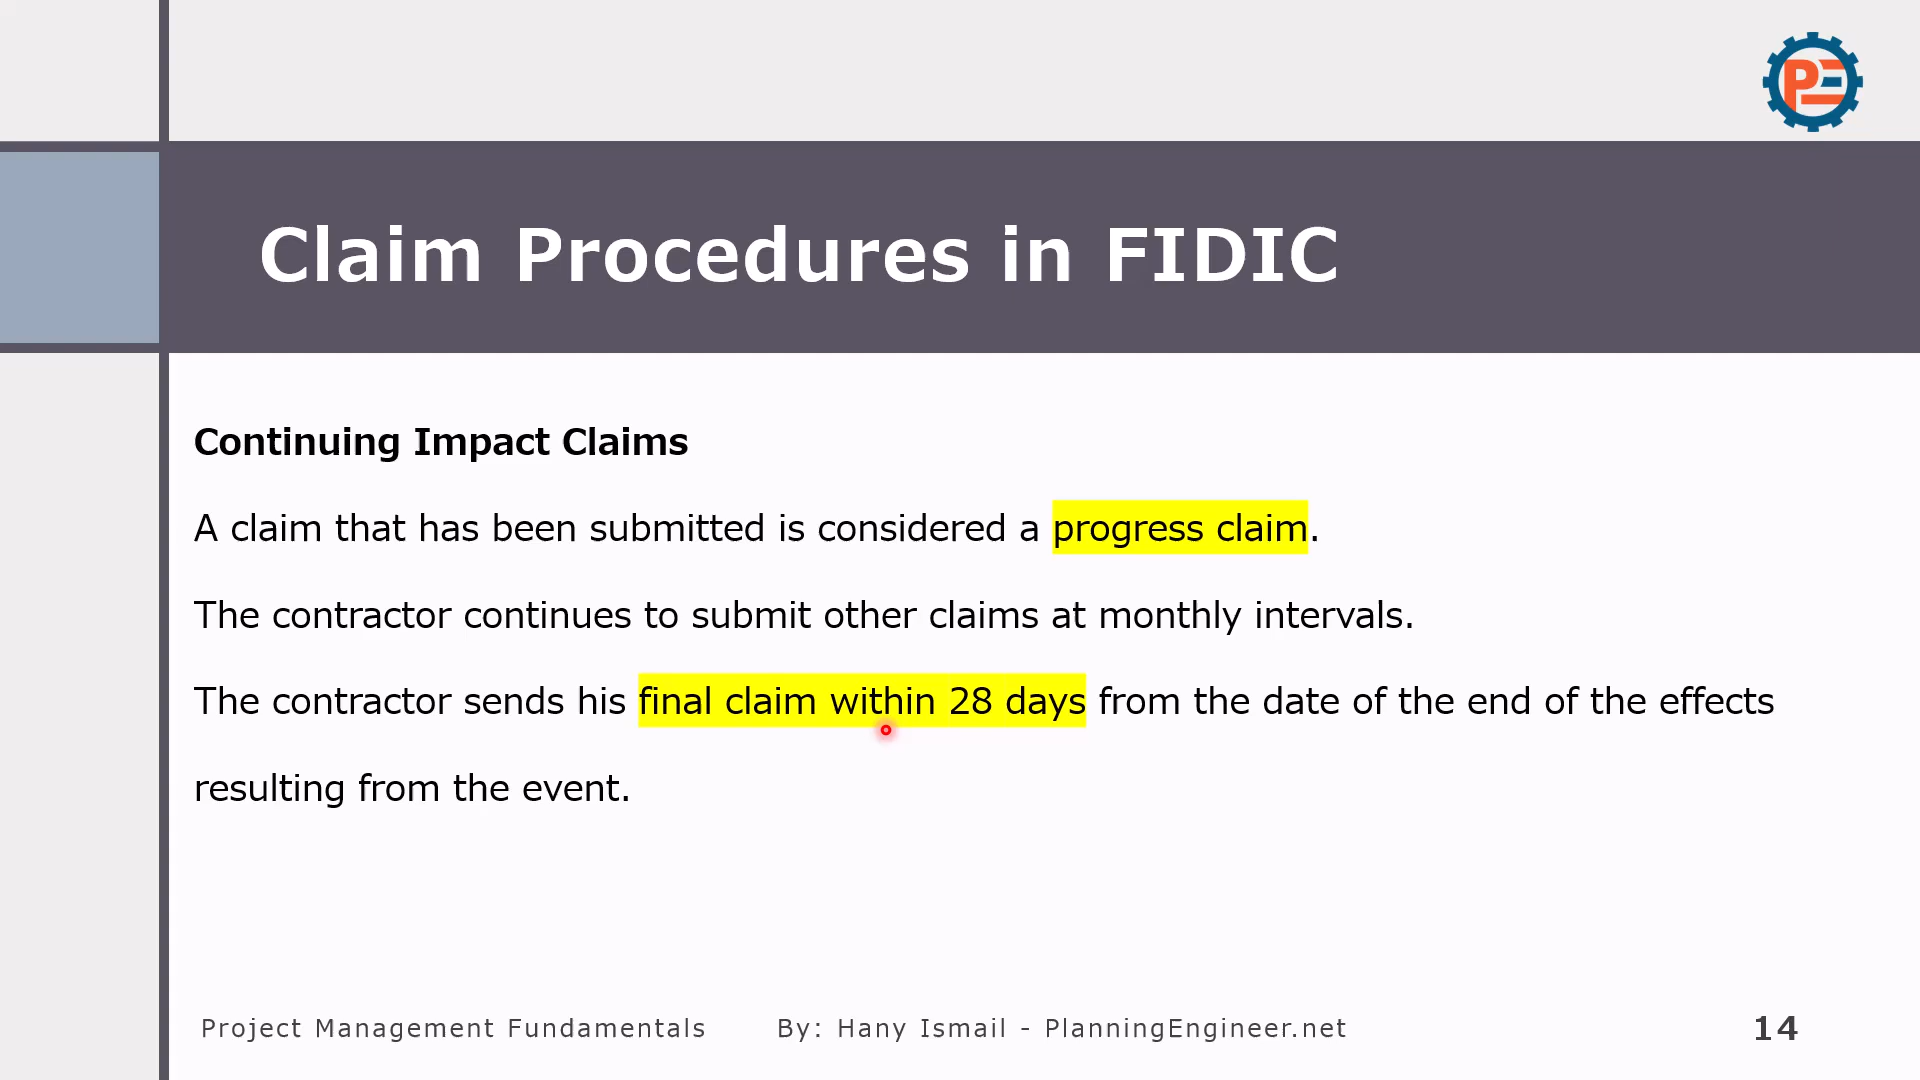 PE
Claim Procedures in FIDIC
Continuing Impact Claims
A claim that has been submitted is considered a progress claim.
The contractor continues to submit other claims at monthly intervals.
The contractor sends his final claim within 28 days from the date of the end of the effects
resulting from the event.
Project Management Fundamentals By: Hany Ismail - PlanningEngineer.net 14